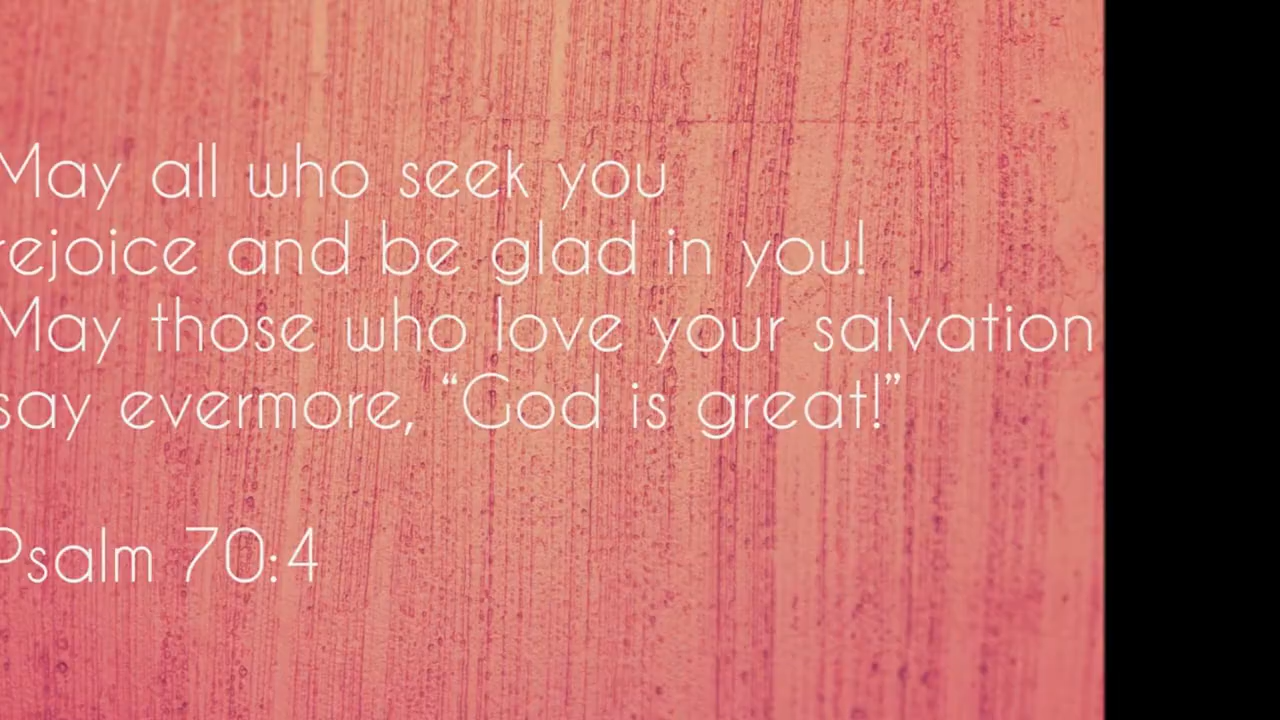 May all who seek you
rejoice and be glad in you!
May those who love your salvation
say evermore, “God is great!”
Psalm 70:4